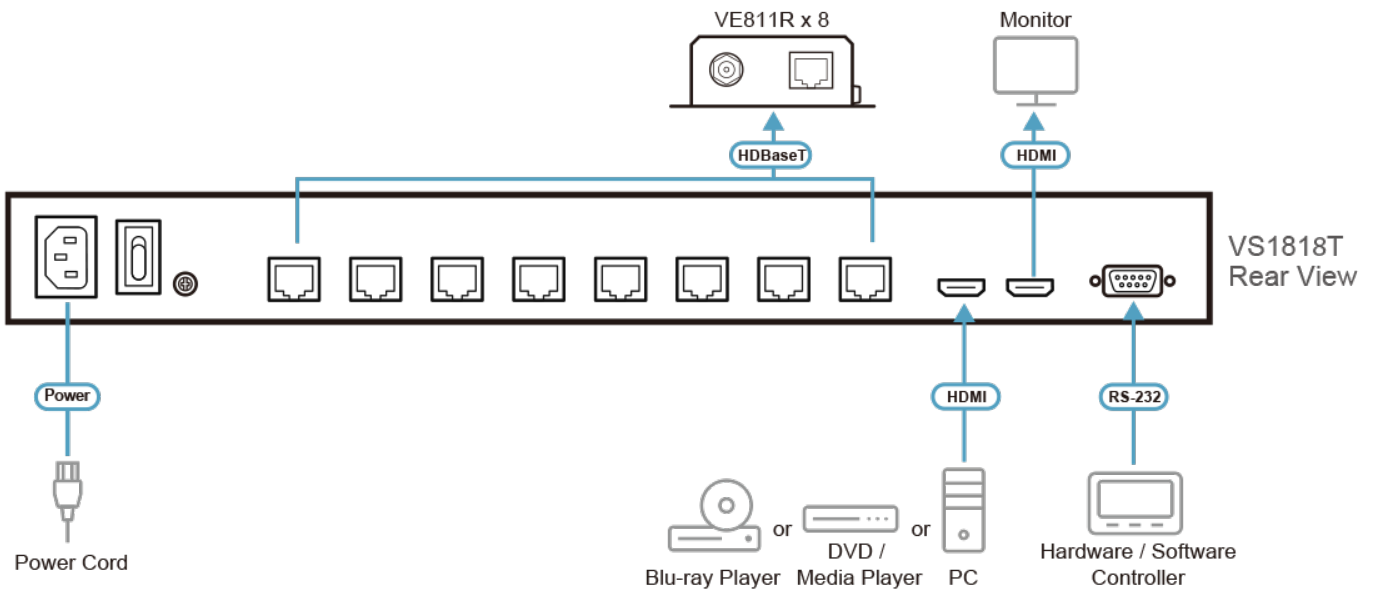 VE811R x 8
Monitor
HDBaseT
HDMI
VS1818T
Rear View
Power
HDMI
RS-232
Power Cord
Blu-ray Player
or
DVD /
Media Player
or
PC
Hardware / Software
Controller